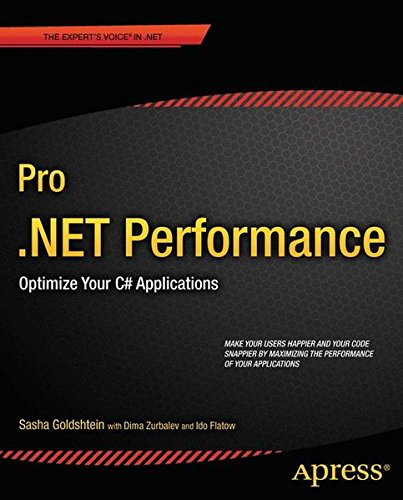 THE EXPERT'S VOICE® IN .NET
Pro
.NET Performance
Optimize Your C# Applications
MAKE YOUR USERS HAPPIER AND YOUR CODE
SNAPPIER BY MAXIMIZING THE PERFORMANCE
OF YOUR APPLICATIONS
Sasha Goldshtein with Dima Zurbalev and Ido Flatow
Apress®